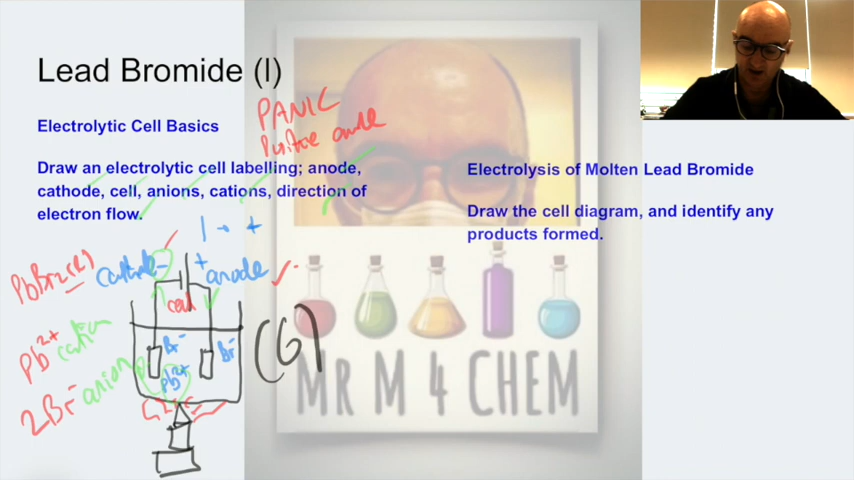 Lead Bromide (l)
PANIC
Positive anode
Electrolytic Cell Basics
Draw an electrolytic cell labelling; anode,
cathode, cell, anions, cations, direction of
electron flow.
Electrolysis of Molten Lead Bromide
Draw the cell diagram, and identify any
products formed.
- → +
PbBr2(l)
cathode -
+
anode
cell
Pb2+ cation
Br-
Br-
Pb2+
2Br- anion
(6)
MR M 4 CHEM